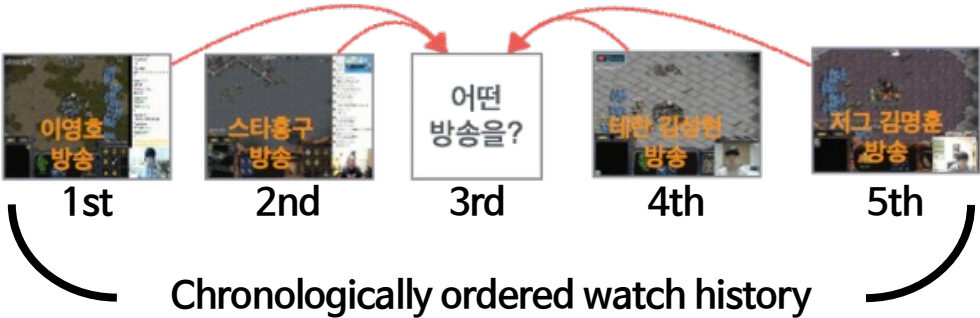 이영호
방송
스타홍구
방송
어떤
방송을?
테란 김상현
방송
저그 김명훈
방송
1st
2nd
3rd
4th
5th
Chronologically ordered watch history